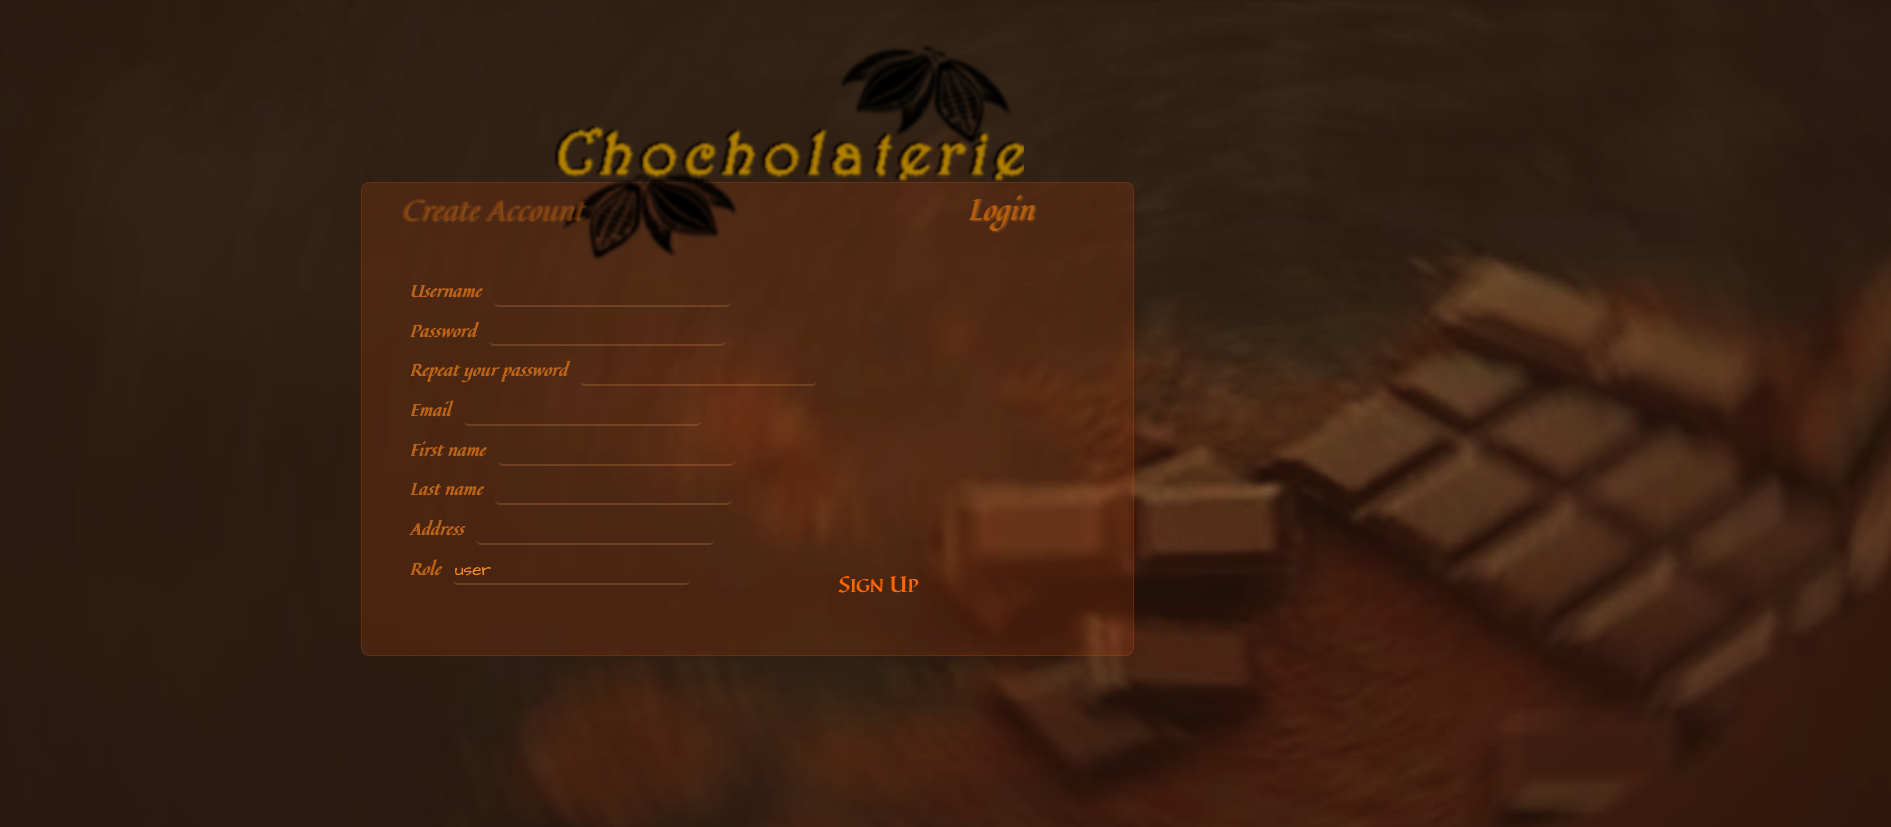 Chocholaterie
Create Account
Login
Username
Password
Repeat your password
Email
First name
Last name
Address
Role user
Sign Up